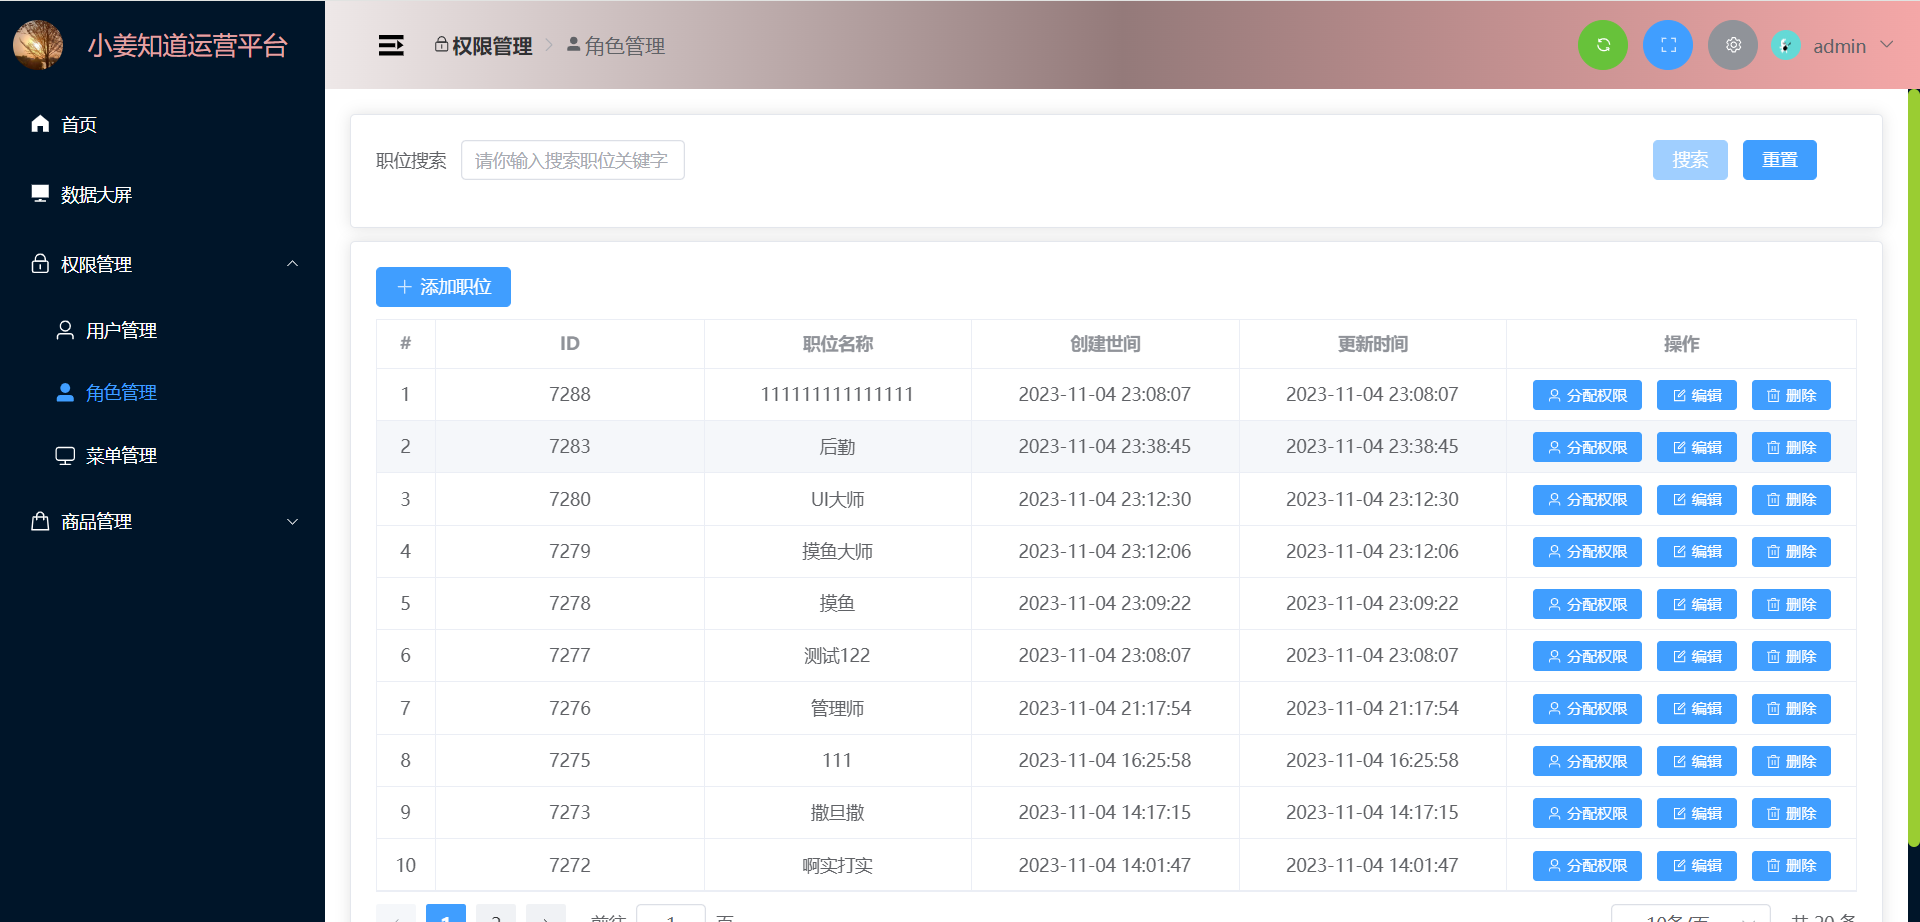 小姜知道运营平台
权限管理
角色管理
admin
首页
数据大屏
权限管理
用户管理
角色管理
菜单管理
商品管理
职位搜索 请你输入搜索职位关键字 搜索 重置
添加职位
# ID 职位名称 创建世间 更新时间 操作
1 7288 111111111111111 2023-11-04 23:08:07 2023-11-04 23:08:07 分配权限 编辑 删除
2 7283 后勤 2023-11-04 23:38:45 2023-11-04 23:38:45 分配权限 编辑 删除
3 7280 UI大师 2023-11-04 23:12:30 2023-11-04 23:12:30 分配权限 编辑 删除
4 7279 摸鱼大师 2023-11-04 23:12:06 2023-11-04 23:12:06 分配权限 编辑 删除
5 7278 摸鱼 2023-11-04 23:09:22 2023-11-04 23:09:22 分配权限 编辑 删除
6 7277 测试122 2023-11-04 23:08:07 2023-11-04 23:08:07 分配权限 编辑 删除
7 7276 管理师 2023-11-04 21:17:54 2023-11-04 21:17:54 分配权限 编辑 删除
8 7275 111 2023-11-04 16:25:58 2023-11-04 16:25:58 分配权限 编辑 删除
9 7273 撒旦撒 2023-11-04 14:17:15 2023-11-04 14:17:15 分配权限 编辑 删除
10 7272 啊实打实 2023-11-04 14:01:47 2023-11-04 14:01:47 分配权限 编辑 删除
1 2 前往 1 页 10条/页 共 20 条